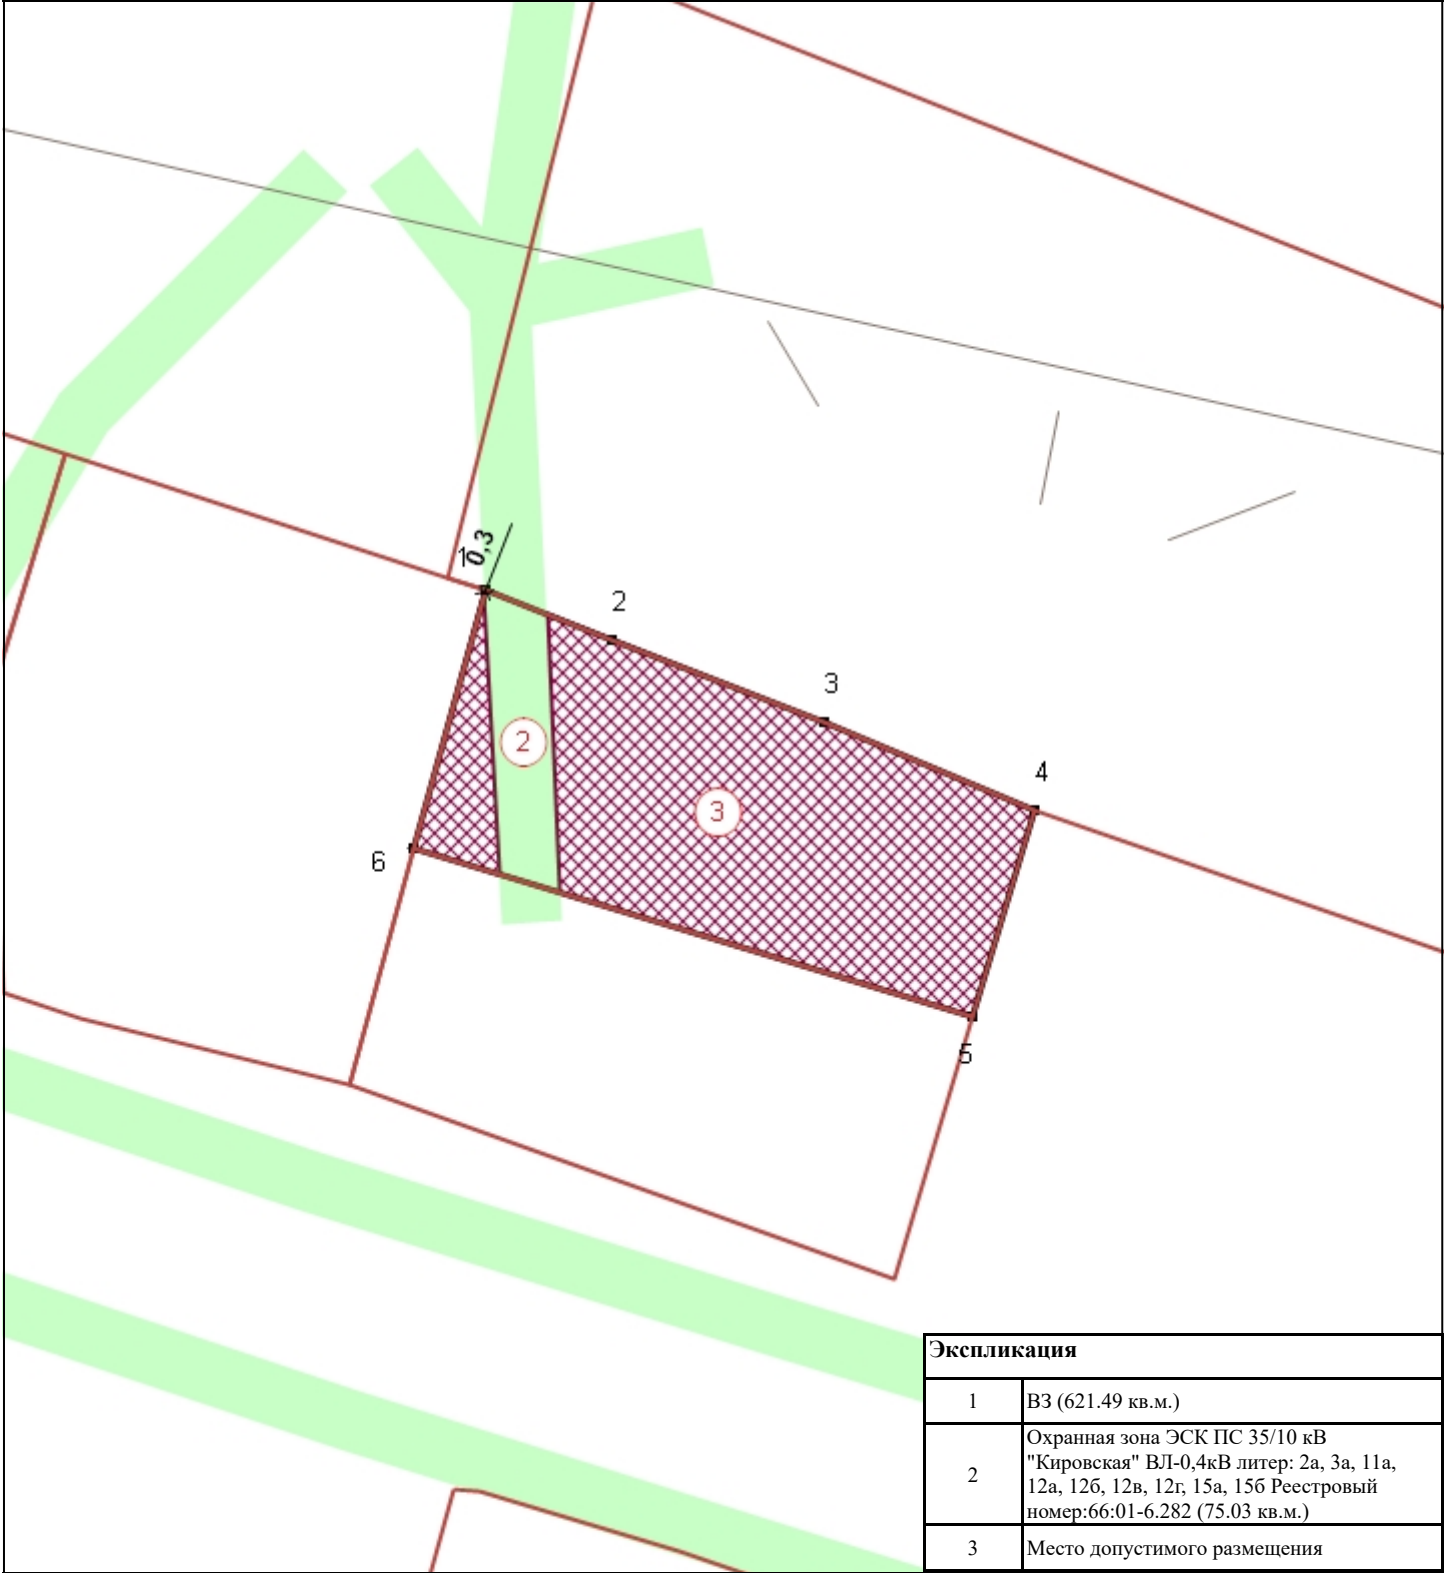 1
0,3
2
3
4
2
3
6
5
Экспликация
1 ВЗ (621.49 кв.м.)
Охранная зона ЭСК ПС 35/10 кВ
"Кировская" ВЛ-0,4кВ литер: 2а, 3а, 11а,
2 12а, 12б, 12в, 12г, 15а, 15б Реестровый
номер:66:01-6.282 (75.03 кв.м.)
3 Место допустимого размещения